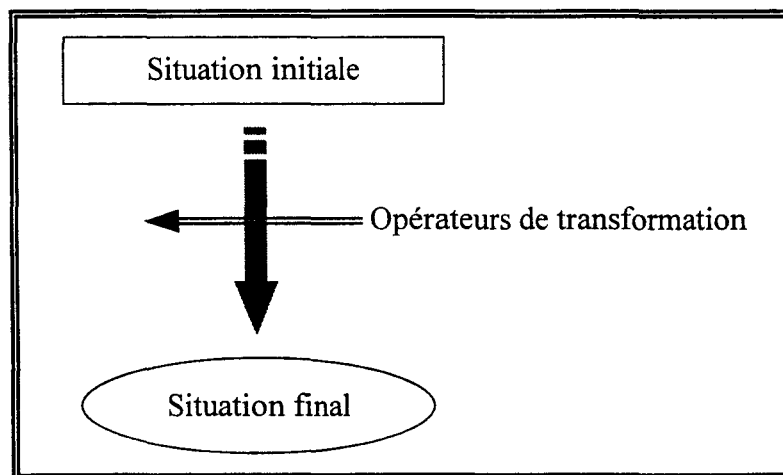 Situation initiale
Opérateurs de transformation
Situation final